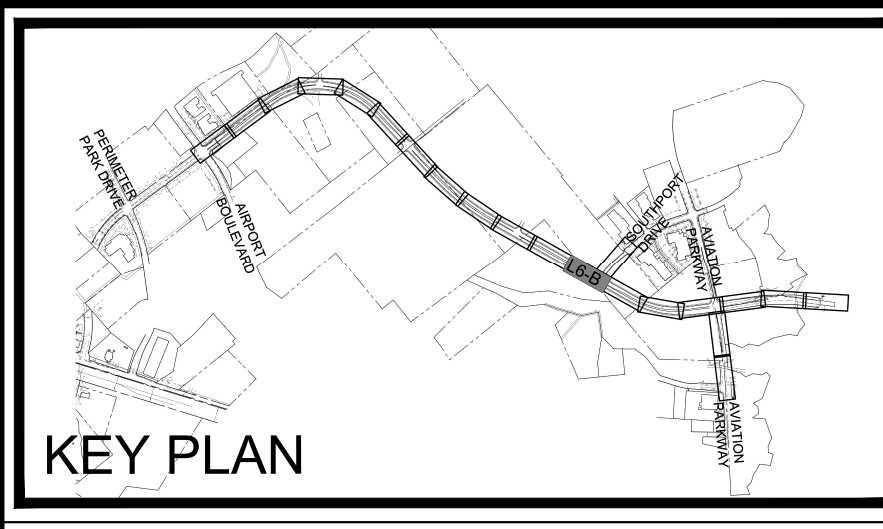 PERIMETER
PARK DRIVE
AIRPORT
BOULEVARD
SOUTHPORT
DRIVE
AVIATION
PARKWAY
L6-B
AVIATION
PARKWAY
KEY PLAN